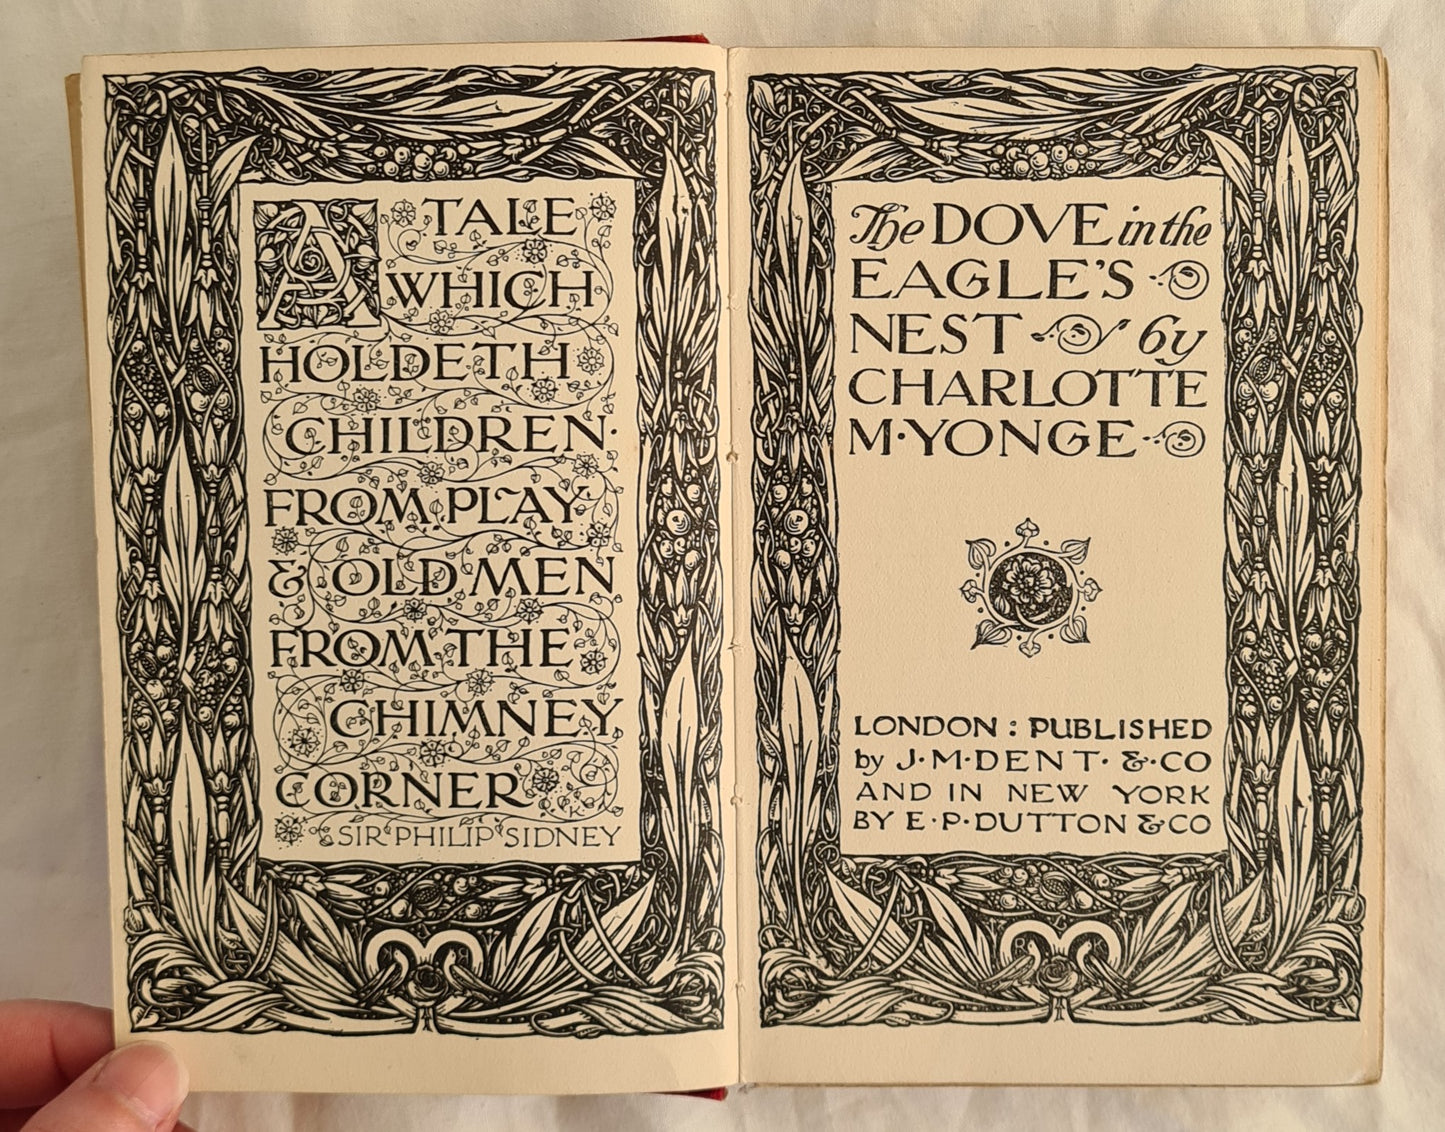 A TALE
WHICH
HOLDETH
CHILDREN·
FROM PLAY
& OLD MEN
FROM THE
CHIMNEY
CORNER
SIR PHILIP SIDNEY
The DOVE in the
EAGLE'S
NEST by
CHARLOTTE
M·YONGE
LONDON : PUBLISHED
by J·M·DENT·&·CO
AND IN NEW YORK
BY E·P·DUTTON & CO